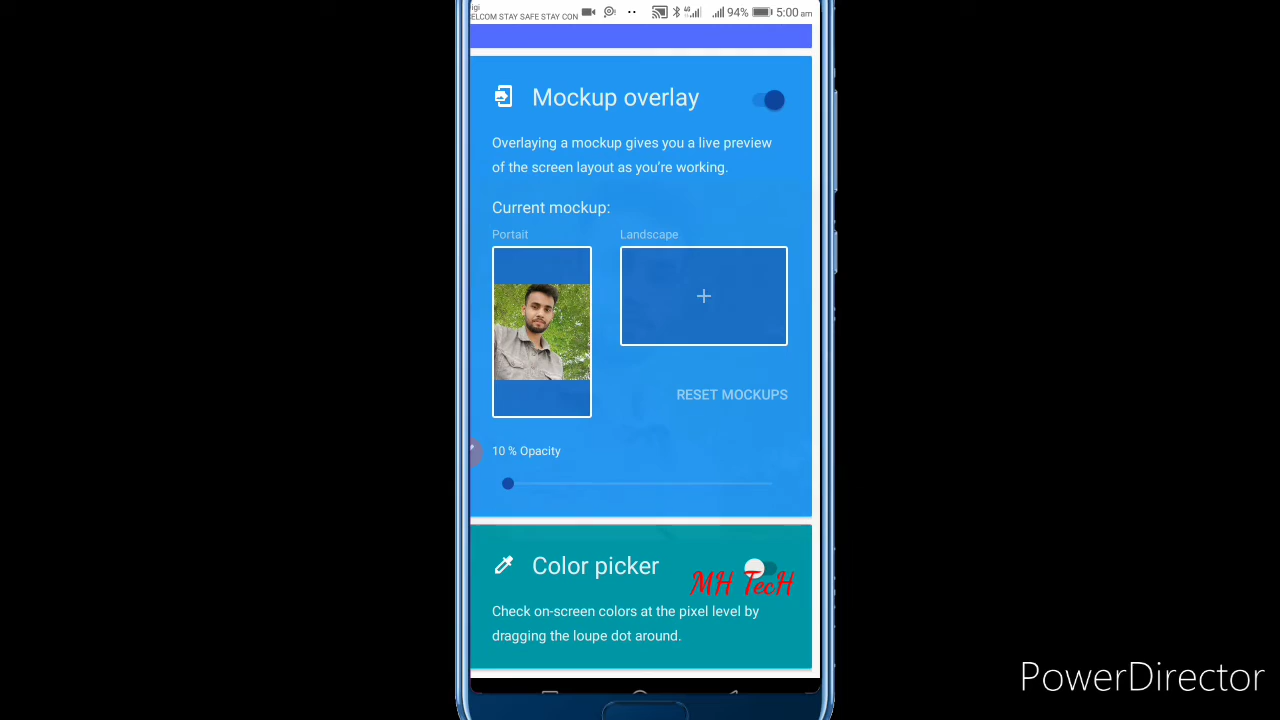 igi
ELCOM STAY SAFE STAY CON
4G
94%
5:00 am
Mockup overlay
Overlaying a mockup gives you a live preview
of the screen layout as you're working.
Current mockup:
Portait
Landscape
RESET MOCKUPS
10 % Opacity
Color picker
MH TecH
Check on-screen colors at the pixel level by
dragging the loupe dot around.
PowerDirector